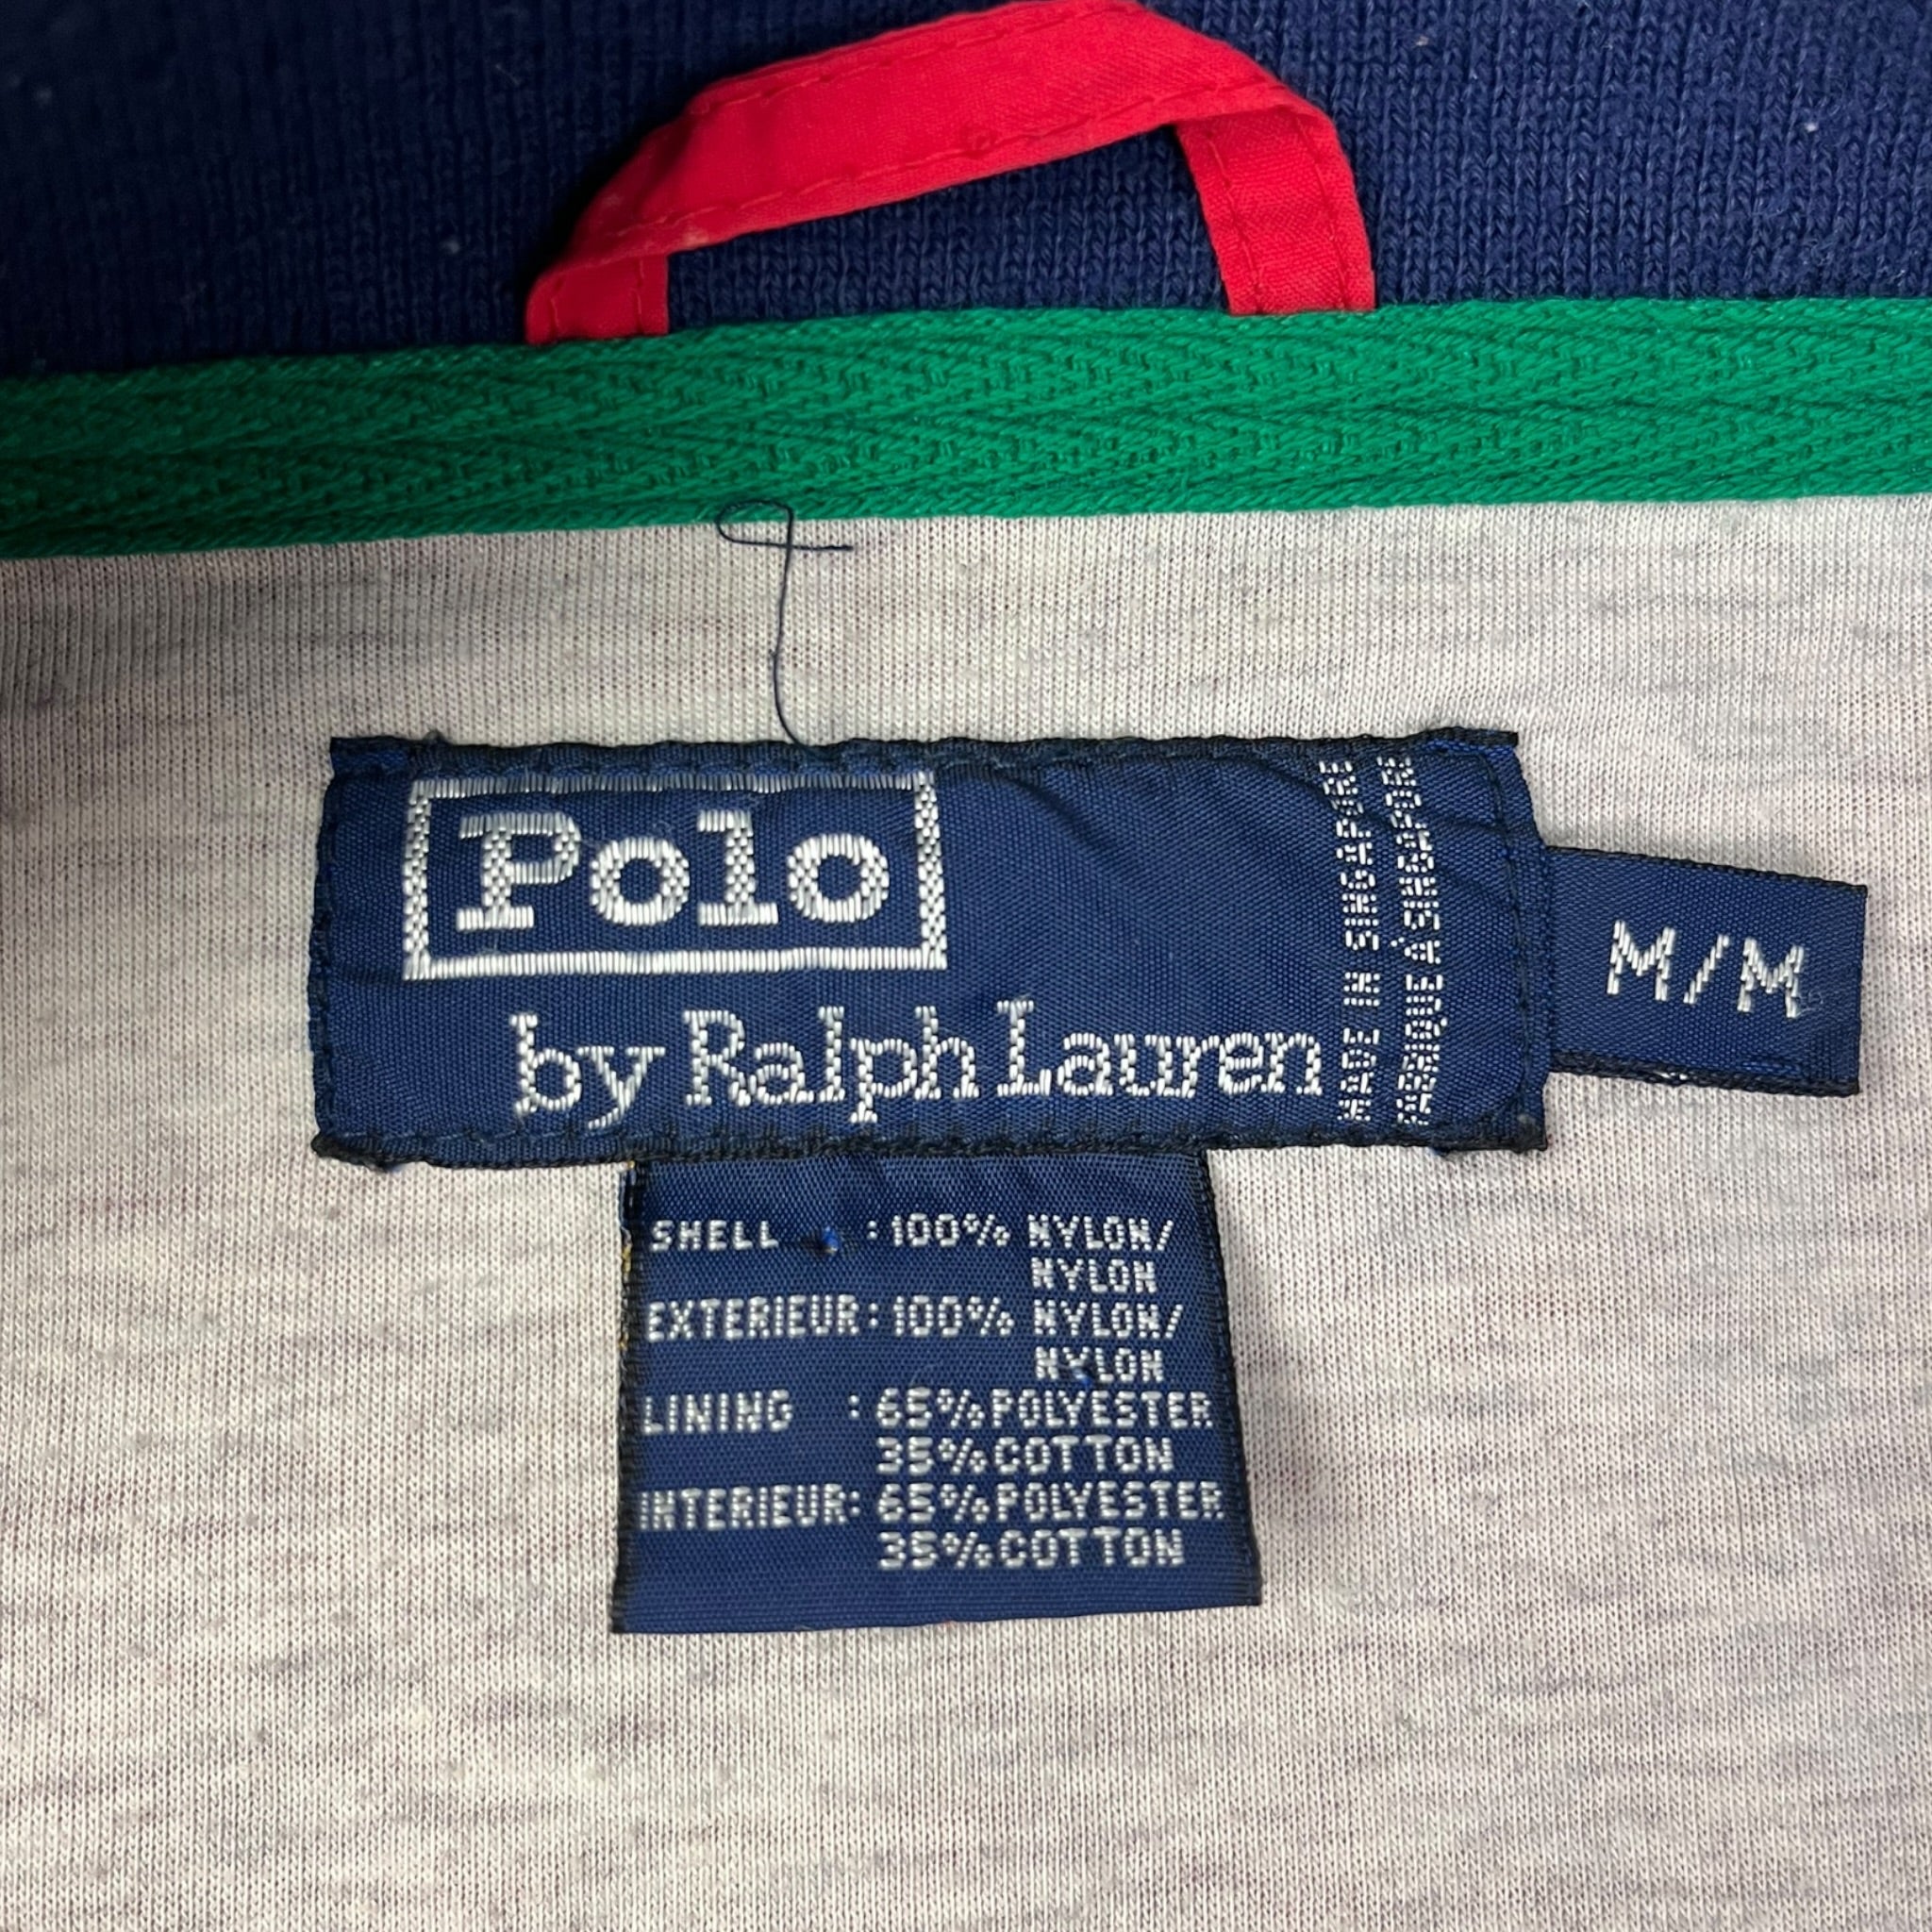 Polo
by Ralph Lauren
MADE IN SINGAPORE
FABRIQUE Á SINGAPORE
M/M
SHELL : 100% NYLON/
NYLON
EXTERIEUR : 100% NYLON/
NYLON
LINING : 65% POLYESTER
35% COTTON
INTERIEUR: 65% POLYESTER
35% COTTON